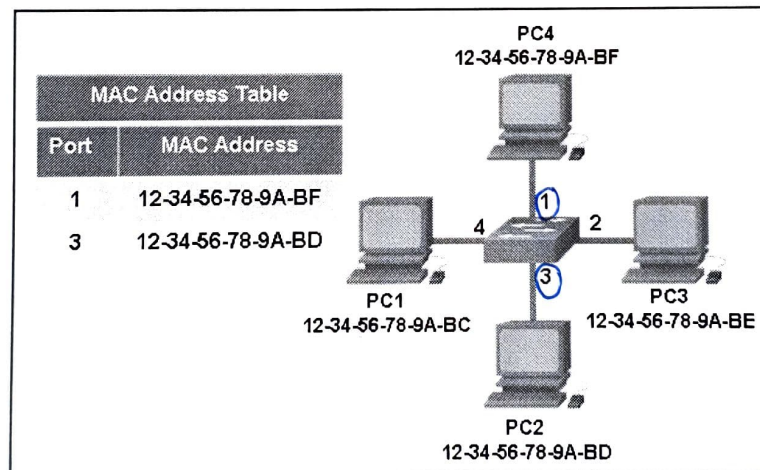 PC4
12-34-56-78-9A-BF
MAC Address Table
Port MAC Address
1 12-34-56-78-9A-BF
3 12-34-56-78-9A-BD
1
4
2
3
PC1
12-34-56-78-9A-BC
PC3
12-34-56-78-9A-BE
PC2
12-34-56-78-9A-BD